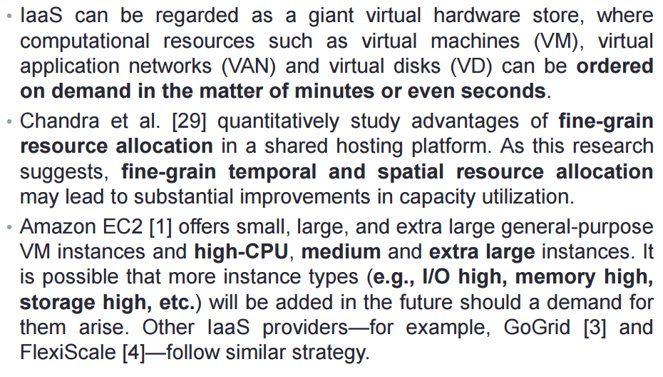 • IaaS can be regarded as a giant virtual hardware store, where
computational resources such as virtual machines (VM), virtual
application networks (VAN) and virtual disks (VD) can be ordered
on demand in the matter of minutes or even seconds.
• Chandra et al. [29] quantitatively study advantages of fine-grain
resource allocation in a shared hosting platform. As this research
suggests, fine-grain temporal and spatial resource allocation
may lead to substantial improvements in capacity utilization.
• Amazon EC2 [1] offers small, large, and extra large general-purpose
VM instances and high-CPU, medium and extra large instances. It
is possible that more instance types (e.g., I/O high, memory high,
storage high, etc.) will be added in the future should a demand for
them arise. Other IaaS providers—for example, GoGrid [3] and
FlexiScale [4]—follow similar strategy.